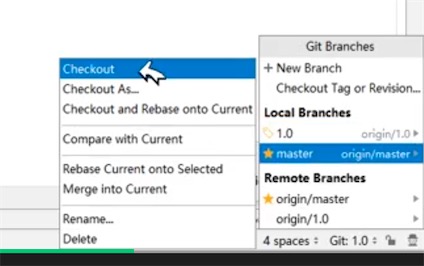 Checkout
Checkout As...
Checkout and Rebase onto Current
Compare with Current
Rebase Current onto Selected
Merge into Current
Rename...
Delete
Git Branches
+ New Branch
Checkout Tag or Revision...
Local Branches
1.0 origin/1.0
master origin/master
Remote Branches
origin/master
origin/1.0
4 spaces Git: 1.0